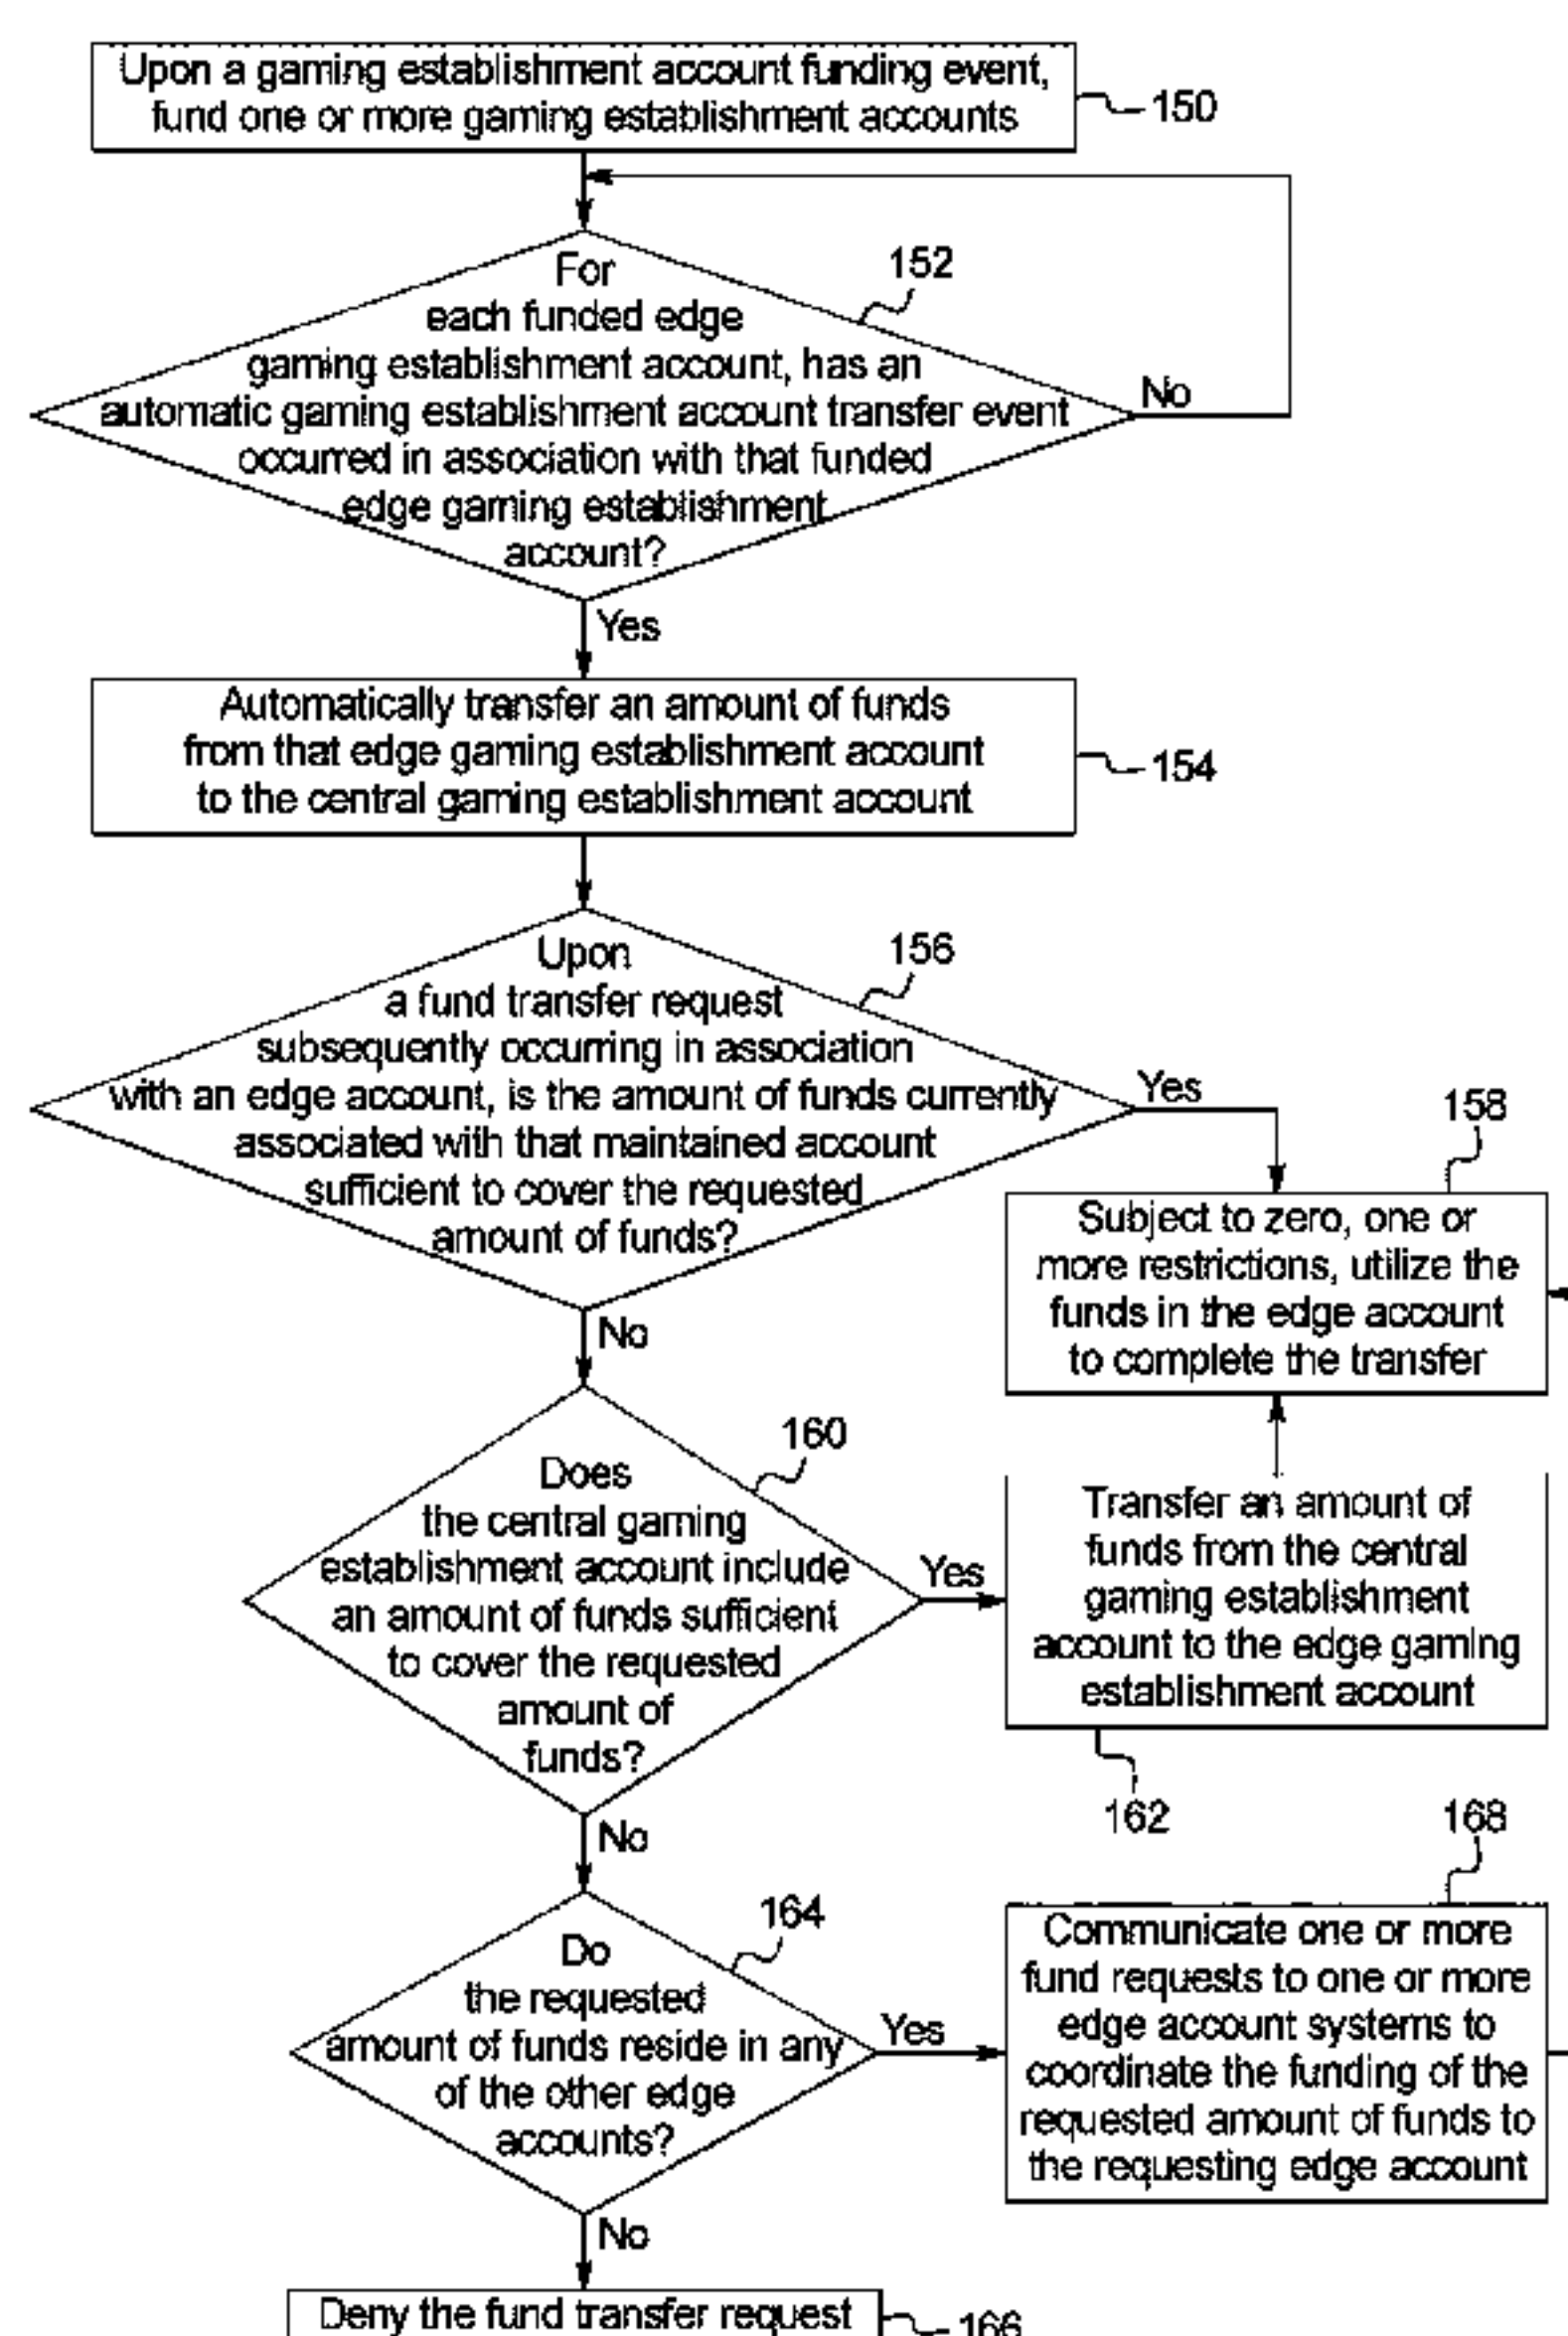 Upon a gaming establishment account funding event,
fund one or more gaming establishment accounts
150
For
each funded edge
gaming establishment account, has an
automatic gaming establishment account transfer event
occurred in association with that funded
edge gaming establishment
account?
152
No
Yes
Automatically transfer an amount of funds
from that edge gaming establishment account
to the central gaming establishment account
154
Upon
a fund transfer request
subsequently occurring in association
with an edge account, is the amount of funds currently
associated with that maintained account
sufficient to cover the requested
amount of funds?
156
Yes
No
158
Subject to zero, one or
more restrictions, utilize the
funds in the edge account
to complete the transfer
Does
the central gaming
establishment account include
an amount of funds sufficient
to cover the requested
amount of
funds?
160
Yes
No
Transfer an amount of
funds from the central
gaming establishment
account to the edge gaming
establishment account
162
Do
the requested
amount of funds reside in any
of the other edge
accounts?
164
Yes
No
168
Communicate one or more
fund requests to one or more
edge account systems to
coordinate the funding of the
requested amount of funds to
the requesting edge account
Deny the fund transfer request
166